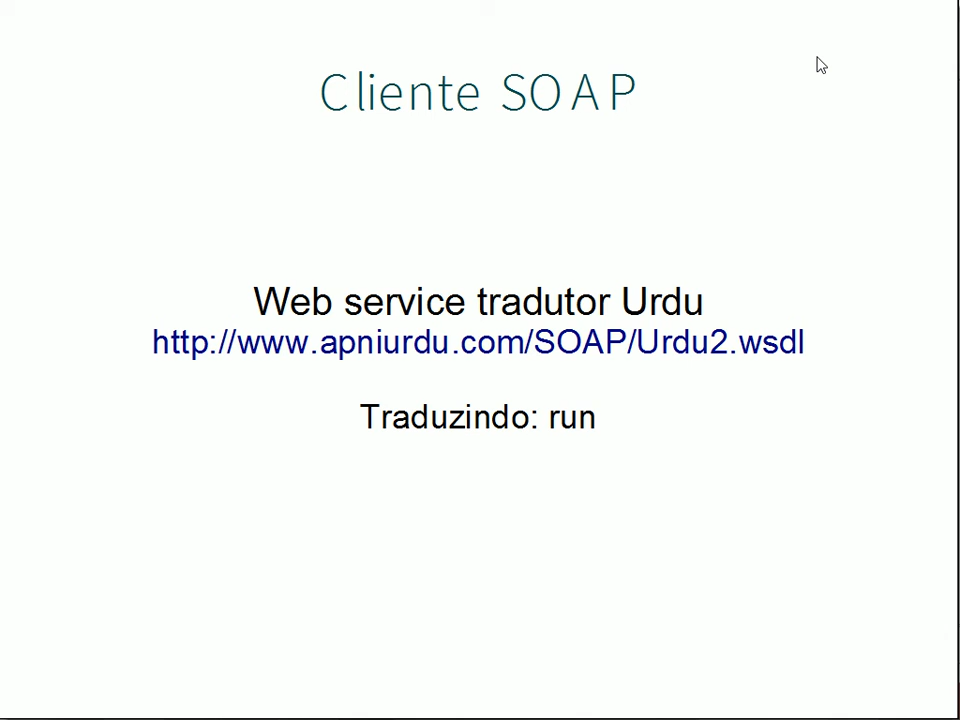 Cliente SOAP
Web service tradutor Urdu
http://www.apniurdu.com/SOAP/Urdu2.wsdl
Traduzindo: run